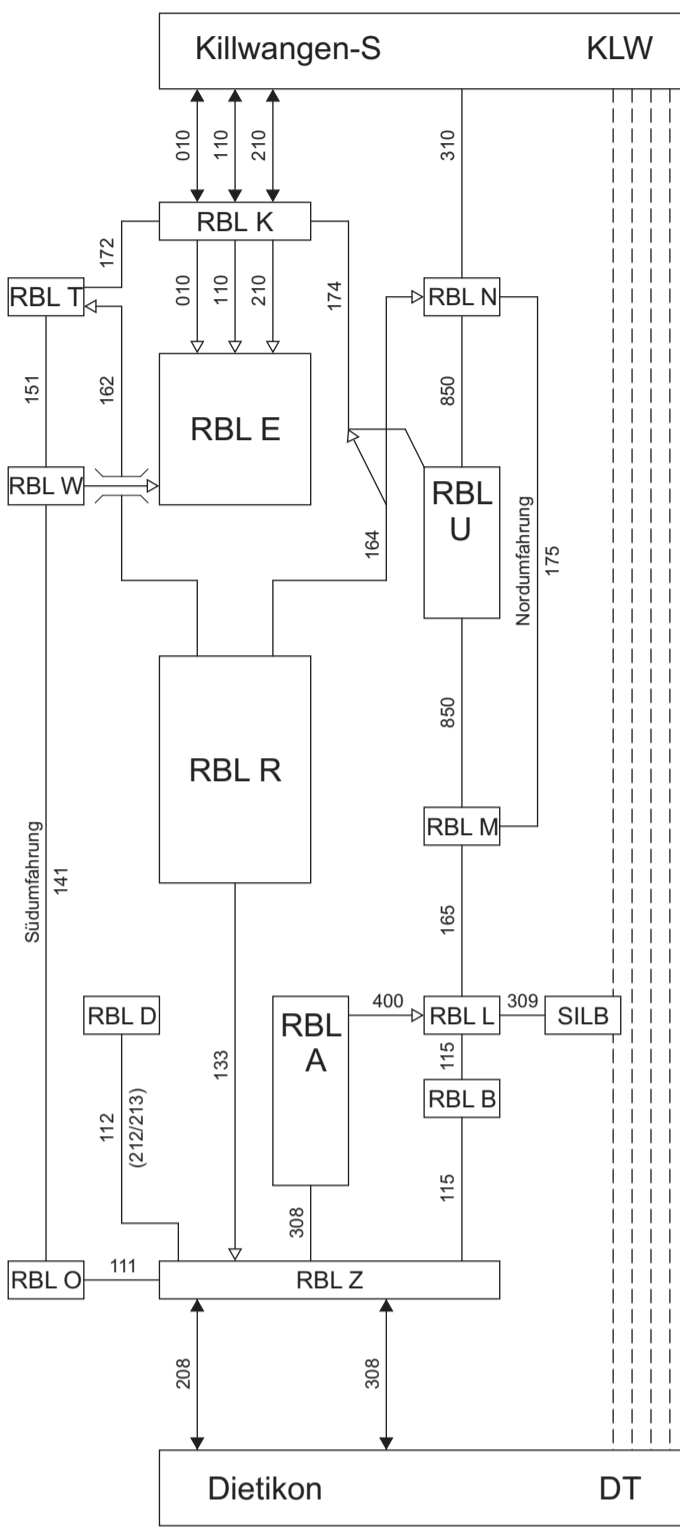 Killwangen-S KLW
010 110 210 310
RBL K
172
010 110 210
174
RBL T
RBL N
151
162
RBL E
850
RBL W
RBL
U
164
Nordumfahrung
175
RBL R
850
RBL M
Südumfahrung
141
165
RBL D
RBL
A
400
RBL L
309
SILB
133
115
112
(212/213)
RBL B
115
308
RBL O
111
RBL Z
208 308
Dietikon DT